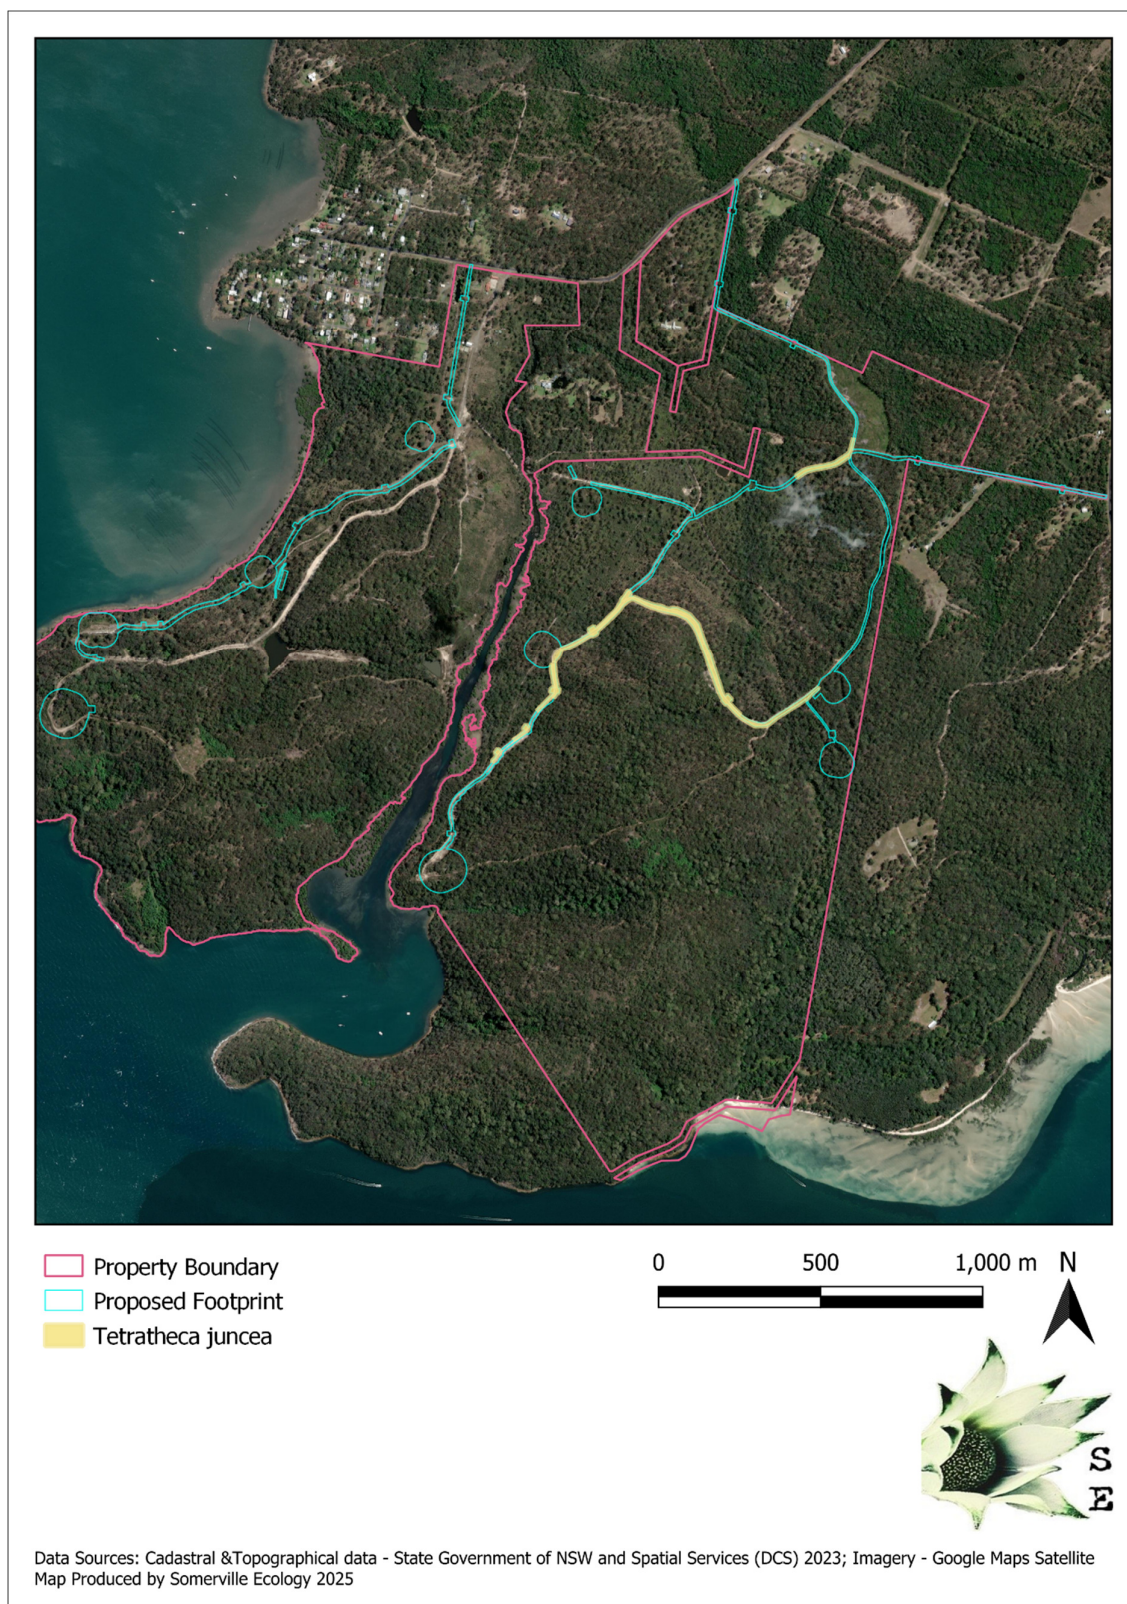 Property Boundary
Proposed Footprint
Tetratheca juncea
0 500 1,000 m N
S
E
Data Sources: Cadastral &Topographical data - State Government of NSW and Spatial Services (DCS) 2023; Imagery - Google Maps Satellite
Map Produced by Somerville Ecology 2025